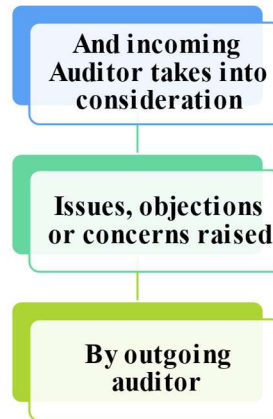 And incoming
Auditor takes into
consideration
Issues, objections
or concerns raised
By outgoing
auditor